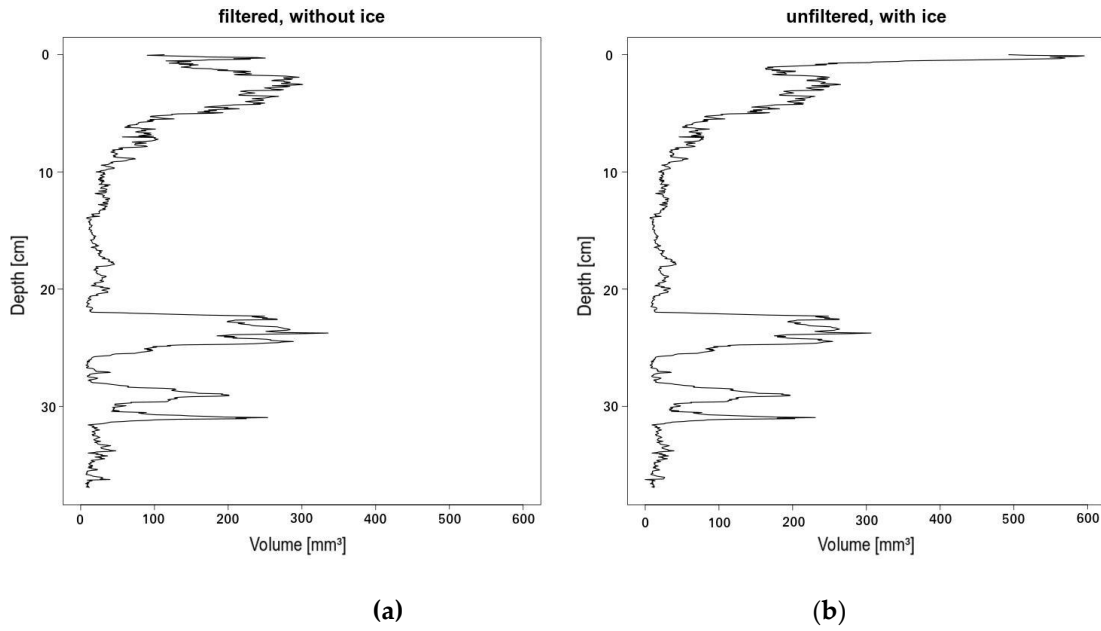 filtered, without ice
0
10
20
30
Depth [cm]
0 100 200 300 400 500 600
Volume [mm³]
(a)
unfiltered, with ice
0
10
20
30
Depth [cm]
0 100 200 300 400 500 600
Volume [mm³]
(b)